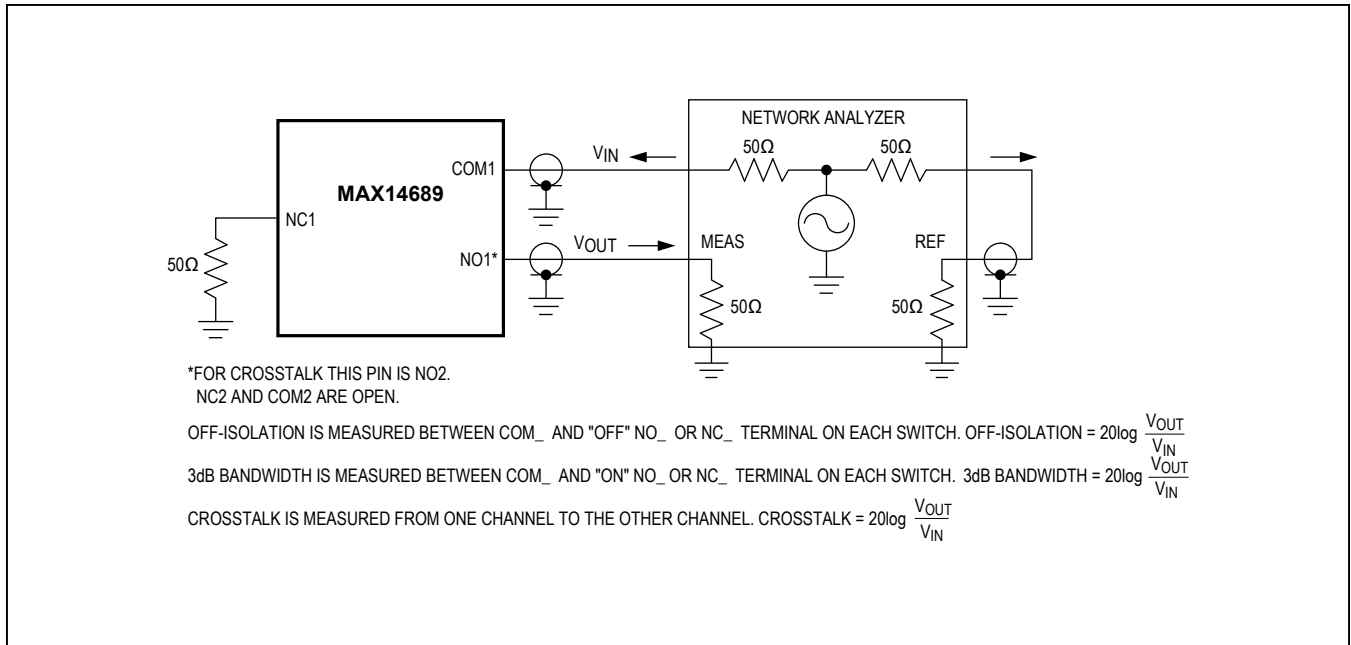 NETWORK ANALYZER
50Ω
50Ω
VIN
COM1
MAX14689
NC1
VOUT
MEAS
REF
NO1*
50Ω
50Ω
50Ω
*FOR CROSSTALK THIS PIN IS NO2.
NC2 AND COM2 ARE OPEN.
OFF-ISOLATION IS MEASURED BETWEEN COM_ AND "OFF" NO_ OR NC_ TERMINAL ON EACH SWITCH. OFF-ISOLATION = 20log VOUT/VIN
3dB BANDWIDTH IS MEASURED BETWEEN COM_ AND "ON" NO_ OR NC_ TERMINAL ON EACH SWITCH. 3dB BANDWIDTH = 20log VOUT/VIN
CROSSTALK IS MEASURED FROM ONE CHANNEL TO THE OTHER CHANNEL. CROSSTALK = 20log VOUT/VIN